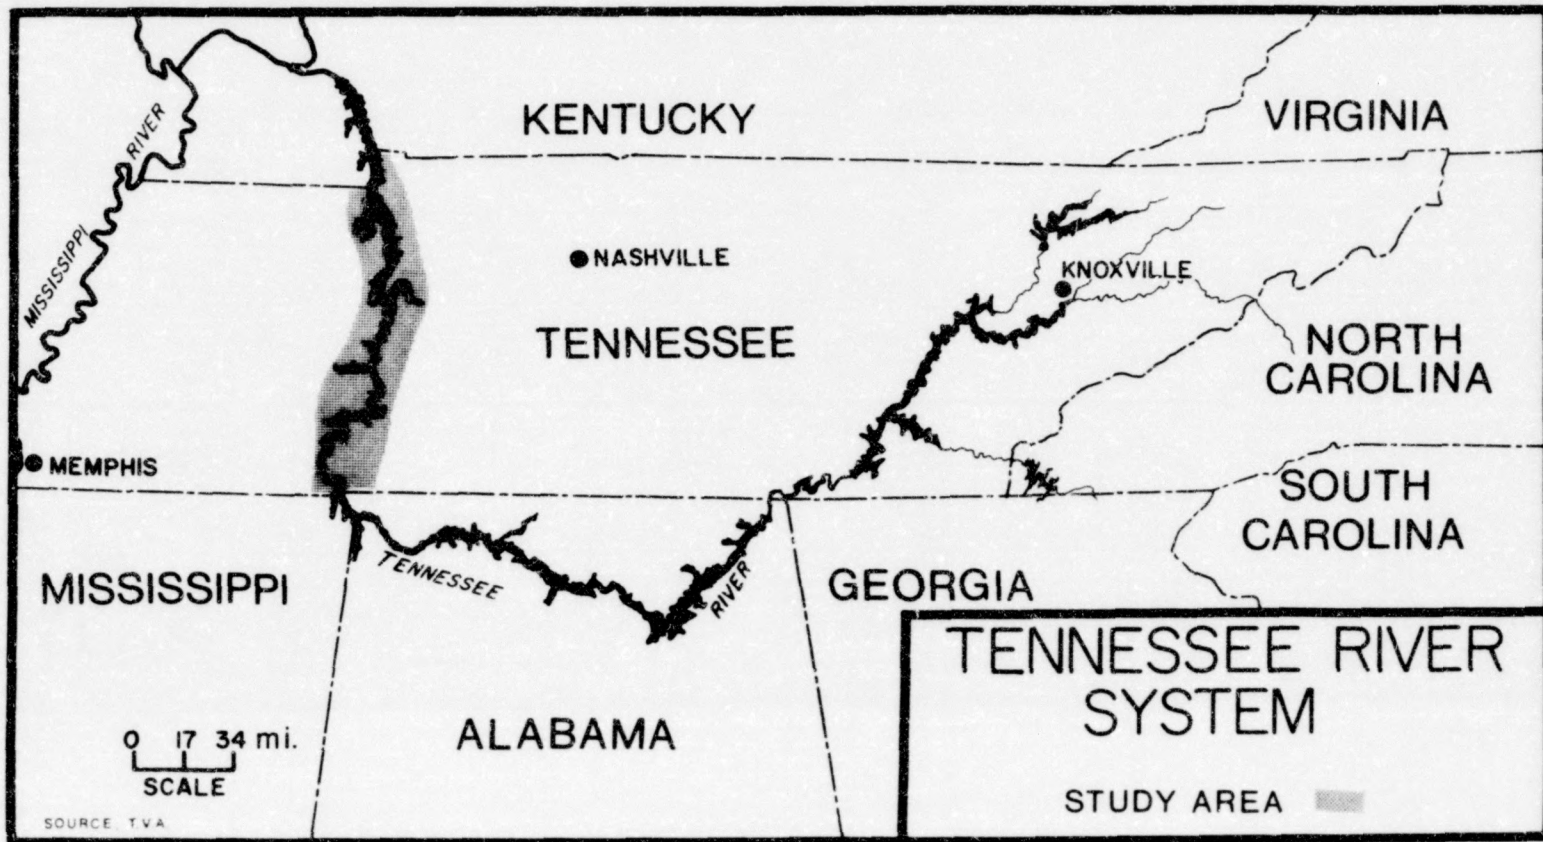 KENTUCKY
VIRGINIA
MISSISSIPPI RIVER
NASHVILLE
KNOXVILLE
TENNESSEE
NORTH
CAROLINA
MEMPHIS
SOUTH
CAROLINA
TENNESSEE RIVER
MISSISSIPPI
GEORGIA
ALABAMA
0 17 34 mi.
SCALE
SOURCE T.V.A.
TENNESSEE RIVER
SYSTEM
STUDY AREA